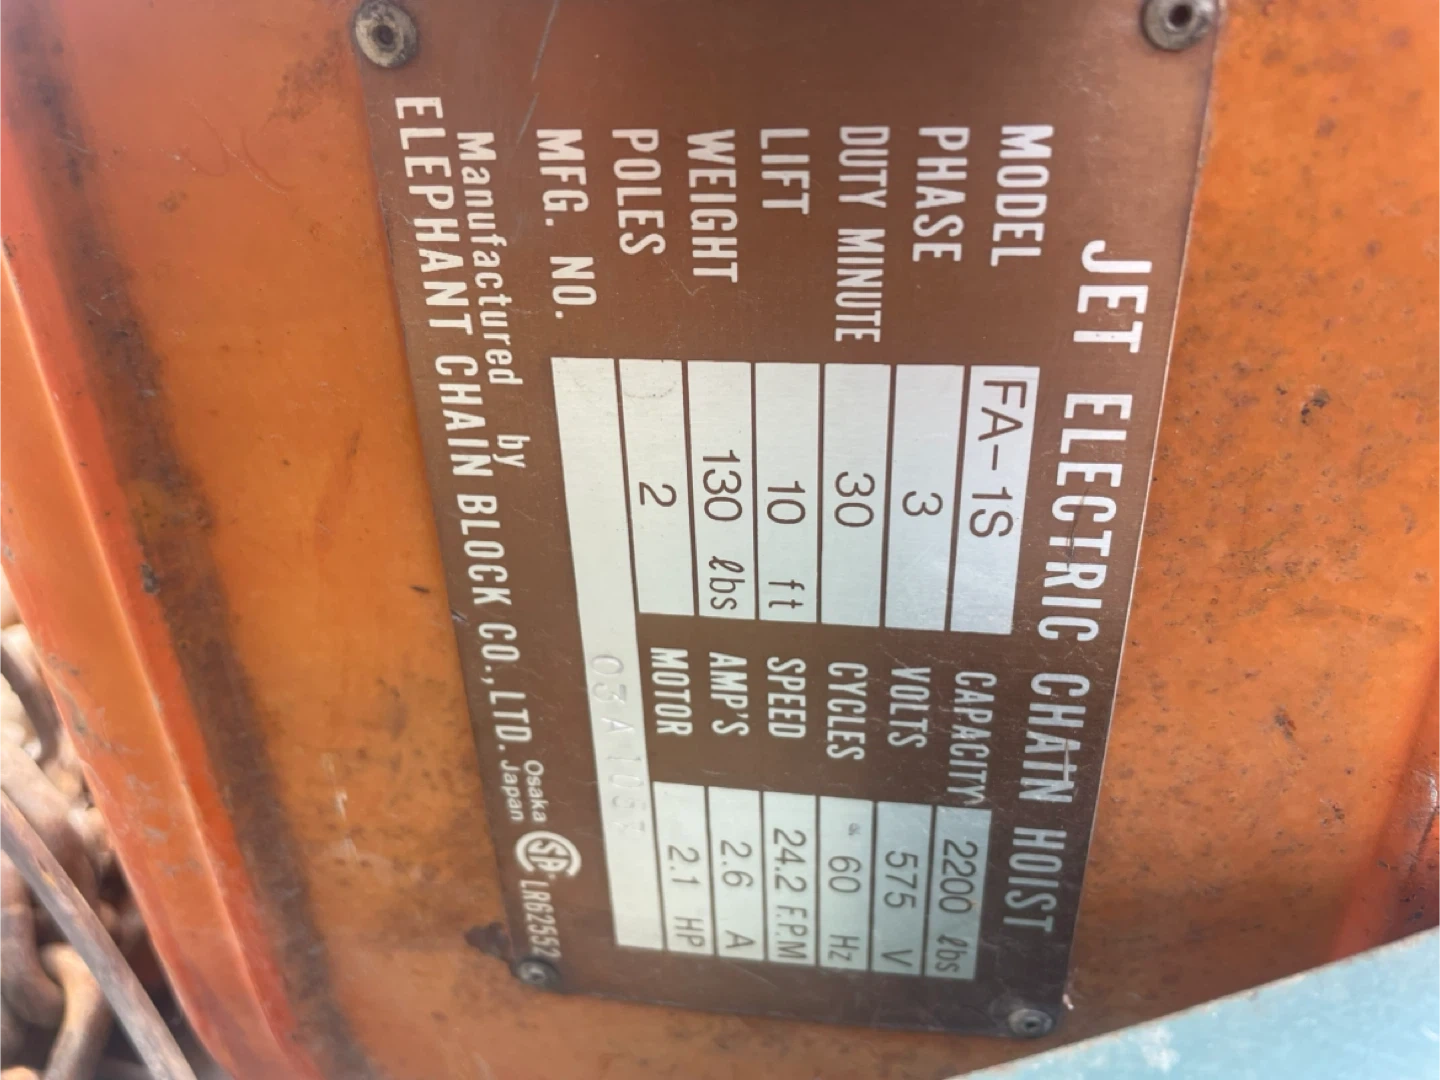 JET ELECTRIC CHAIN HOIST
MODEL FA-1S CAPACITY 2200 lbs
PHASE 3 VOLTS 575 V
DUTY MINUTE 30 CYCLES 60 Hz
LIFT 10 ft SPEED 24.2 F.P.M
WEIGHT 130 lbs AMP'S 2.6 A
POLES 2 MOTOR 2.1 HP
MFG. NO.
Manufactured by
ELEPHANT CHAIN BLOCK CO., LTD. Osaka Japan SA LR62552